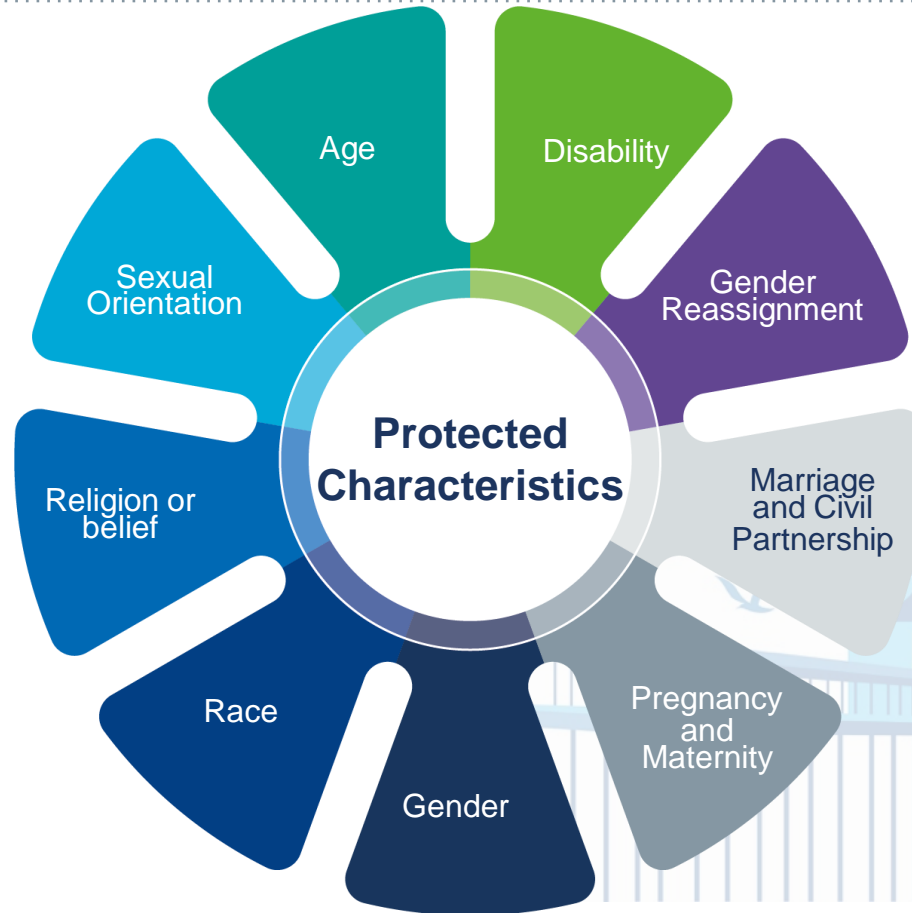 Protected
Characteristics
Age
Disability
Gender
Reassignment
Marriage
and Civil
Partnership
Pregnancy
and
Maternity
Gender
Race
Religion or
belief
Sexual
Orientation